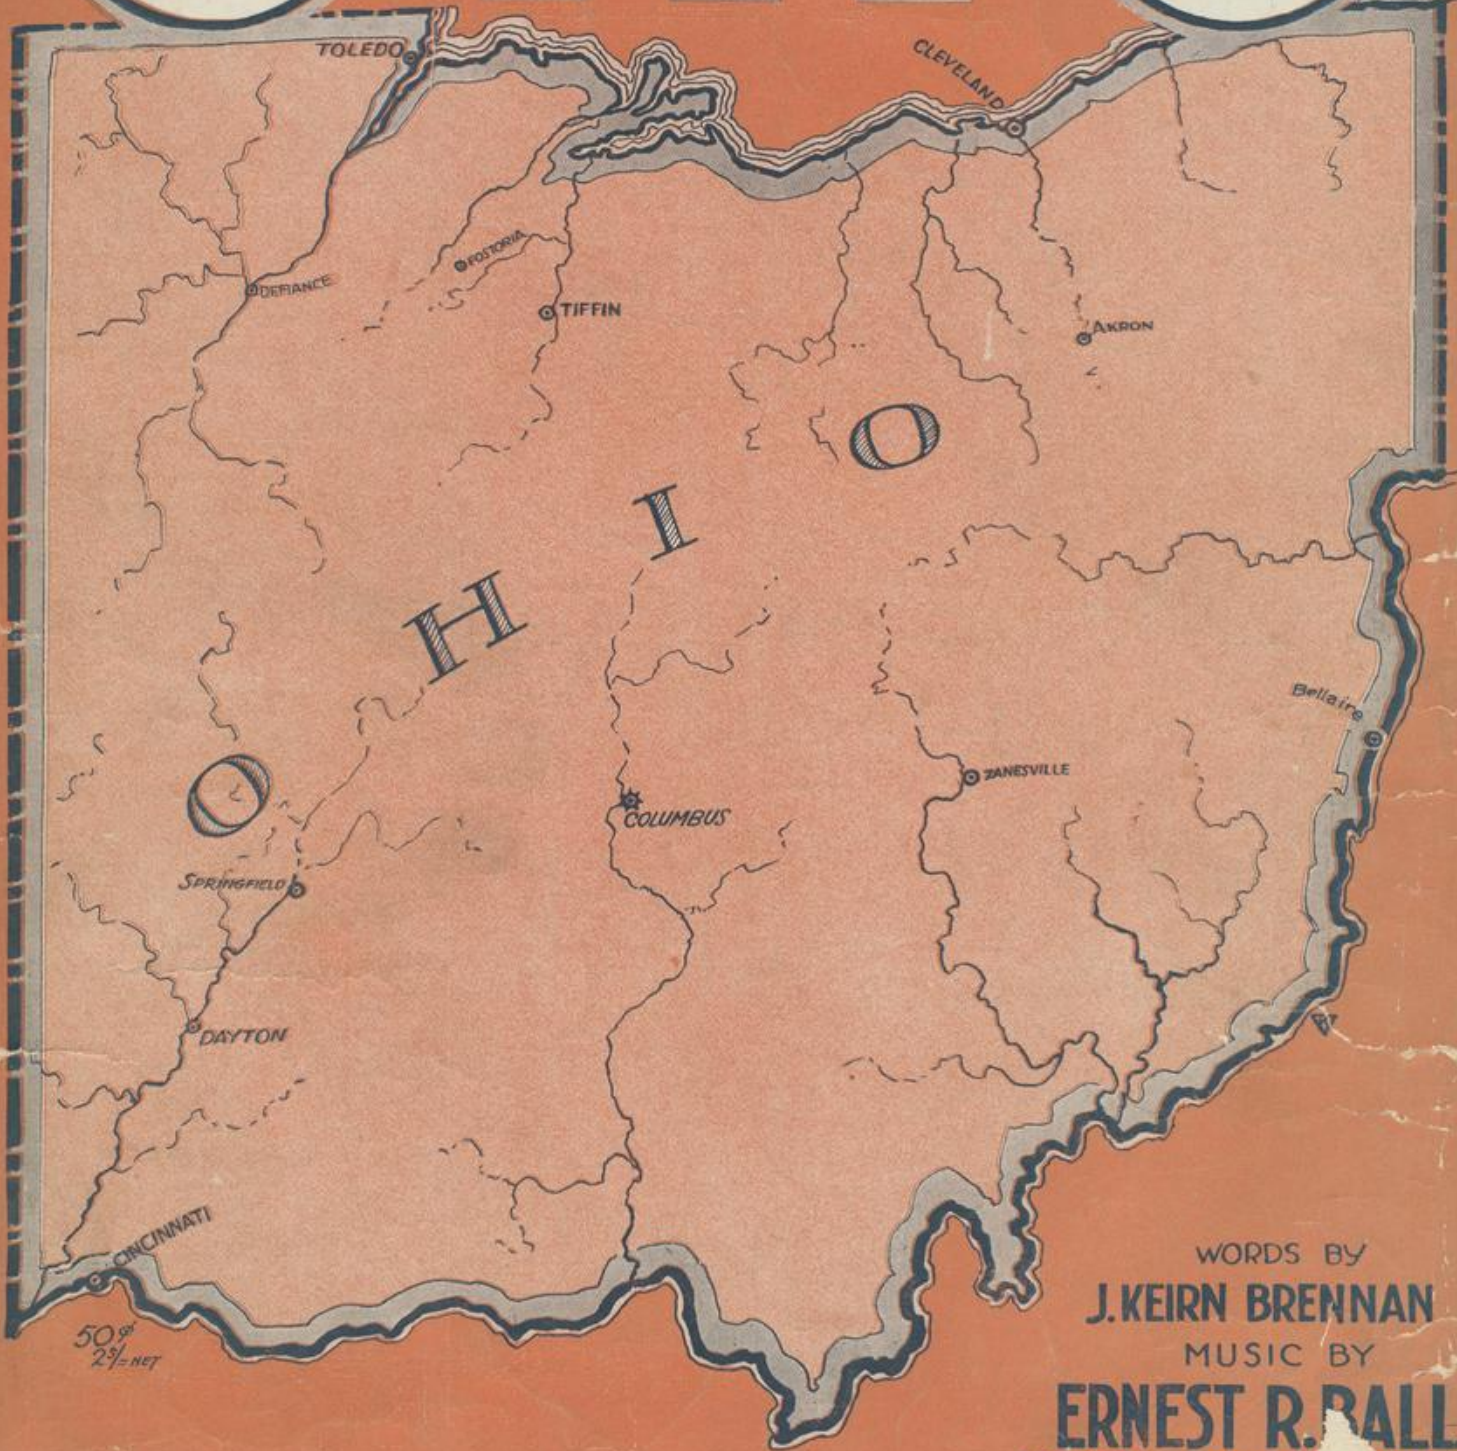 TOLEDO
CLEVELAND
FOSTORIA
DEFIANCE
TIFFIN
AKRON
O H I O
Bellaire
ZANESVILLE
COLUMBUS
SPRINGFIELD
DAYTON
CINCINNATI
50¢
2s/= NET
WORDS BY
J. KEIRN BRENNAN
MUSIC BY
ERNEST R. BALL